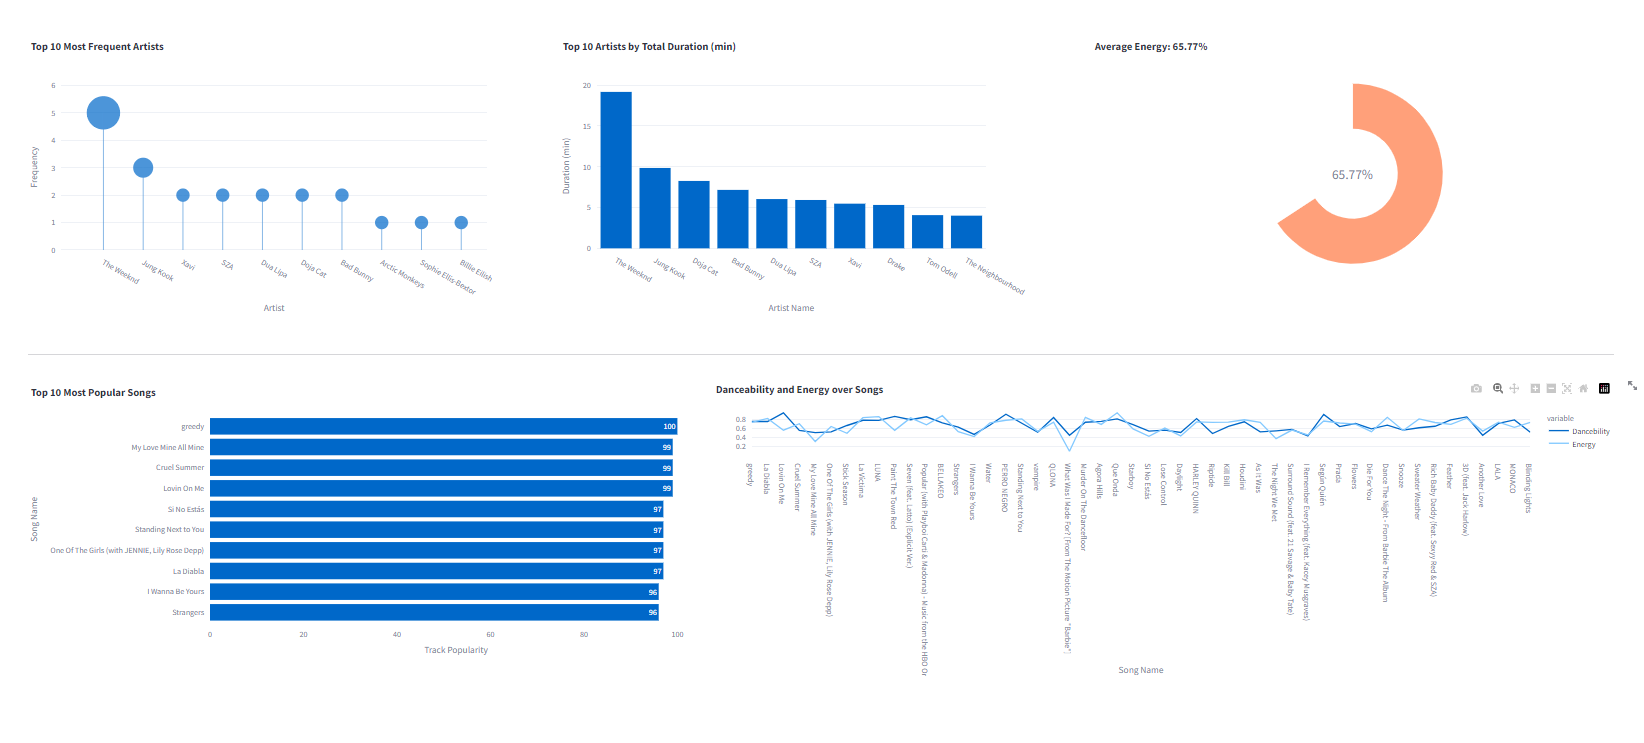 Top 10 Most Frequent Artists
6
5
4
3
2
1
0
Frequency
The Weeknd
Jung Kook
Xavi
SZA
Dua Lipa
Doja Cat
Bad Bunny
Arctic Monkeys
Sophie Ellis-Bextor
Billie Eilish
Artist
Top 10 Artists by Total Duration (min)
20
15
10
5
0
Duration (min)
The Weeknd
Jung Kook
Doja Cat
Bad Bunny
Dua Lipa
SZA
Xavi
Drake
Tom Odell
The Neighbourhood
Artist Name
Average Energy: 65.77%
65.77%
Top 10 Most Popular Songs
Song Name
greedy 100
My Love Mine All Mine 99
Cruel Summer 99
Lovin On Me 99
Si No Estás 97
Standing Next to You 97
One Of The Girls (with JENNIE, Lily Rose Depp) 97
La Diabla 97
I Wanna Be Yours 96
Strangers 96
0 20 40 60 80 100
Track Popularity
Danceability and Energy over Songs
0.8
0.6
0.4
0.2
variable
Dancebility
Energy
greedy
La Diabla
Lovin On Me
Cruel Summer
My Love Mine All Mine
One Of The Girls (with JENNIE, Lily Rose Depp)
Stick Season
La Víctima
LUNA
Paint The Town Red
Seven (feat. Latto) (Explicit Ver.)
Popular (with Playboi Carti & Madonna) - Music from the HBO Or
BELLAKEO
Strangers
I Wanna Be Yours
Water
PERRO NEGRO
Standing Next to You
vampire
QLONA
What Was I Made For? [From The Motion Picture "Barbie"]
Murder On The Dancefloor
Agora Hills
Que Onda
Starboy
Si No Estás
Lose Control
Daylight
HARLEY QUINN
Riptide
Kill Bill
Houdini
As It Was
The Night We Met
Surround Sound (feat. 21 Savage & Baby Tate)
I Remember Everything (feat. Kacey Musgraves)
Según Quién
Prada
Flowers
Die For You
Dance The Night - From Barbie The Album
Snooze
Sweater Weather
Rich Baby Daddy (feat. Sexyy Red & SZA)
Feather
3D (feat. Jack Harlow)
Another Love
LALA
MONACO
Blinding Lights
Song Name